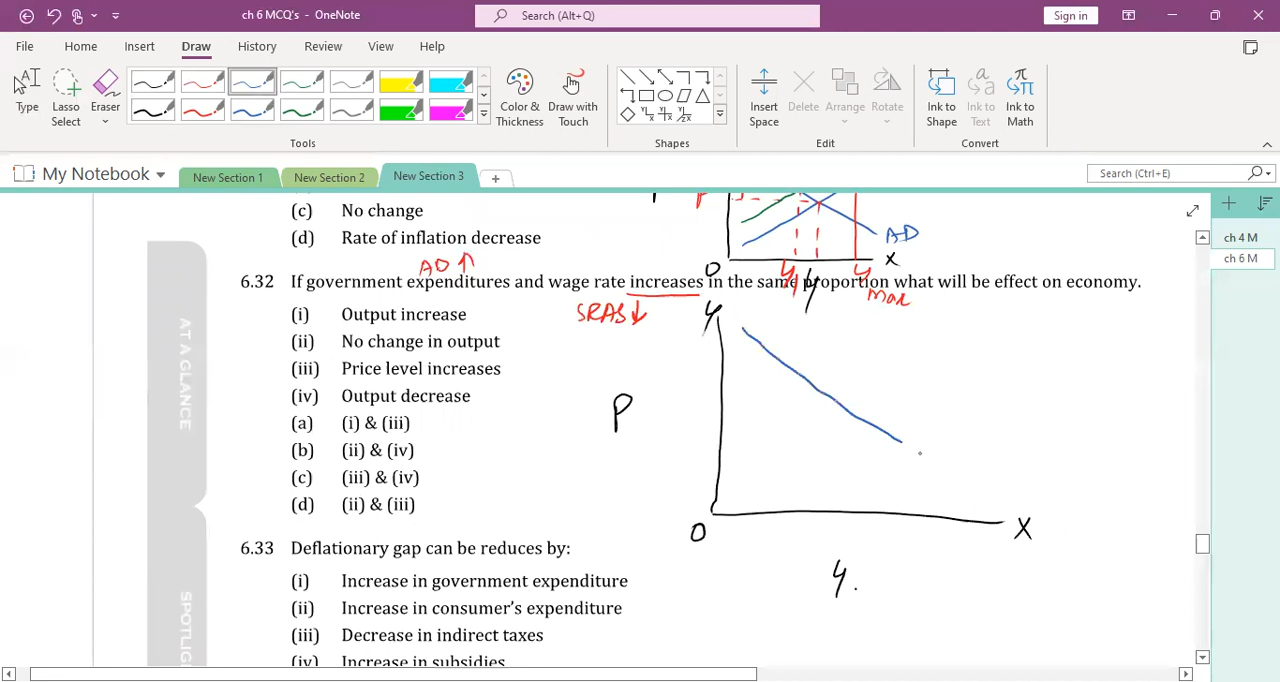 ch 6 MCQ's - OneNote
Search (Alt+Q)
Sign in
File Home Insert Draw History Review View Help
Type
Lasso Select
Eraser
Color & Thickness
Draw with Touch
Insert Space
Delete
Arrange
Rotate
Ink to Shape
Ink to Text
Ink to Math
Tools Shapes Edit Convert
My Notebook New Section 1 New Section 2 New Section 3
Search (Ctrl+E)
ch 4 M
ch 6 M
AT A GLANCE
SPOTLIG
(c) No change
(d) Rate of inflation decrease
AD
O X
Y1 Y Y max
AD ↑
6.32 If government expenditures and wage rate increases in the same proportion what will be effect on economy.
SRAS ↓
(i) Output increase
(ii) No change in output
(iii) Price level increases
(iv) Output decrease
(a) (i) & (iii)
(b) (ii) & (iv)
(c) (iii) & (iv)
(d) (ii) & (iii)
Y
P
O X
Y.
6.33 Deflationary gap can be reduces by:
(i) Increase in government expenditure
(ii) Increase in consumer's expenditure
(iii) Decrease in indirect taxes
(iv) Increase in subsidies